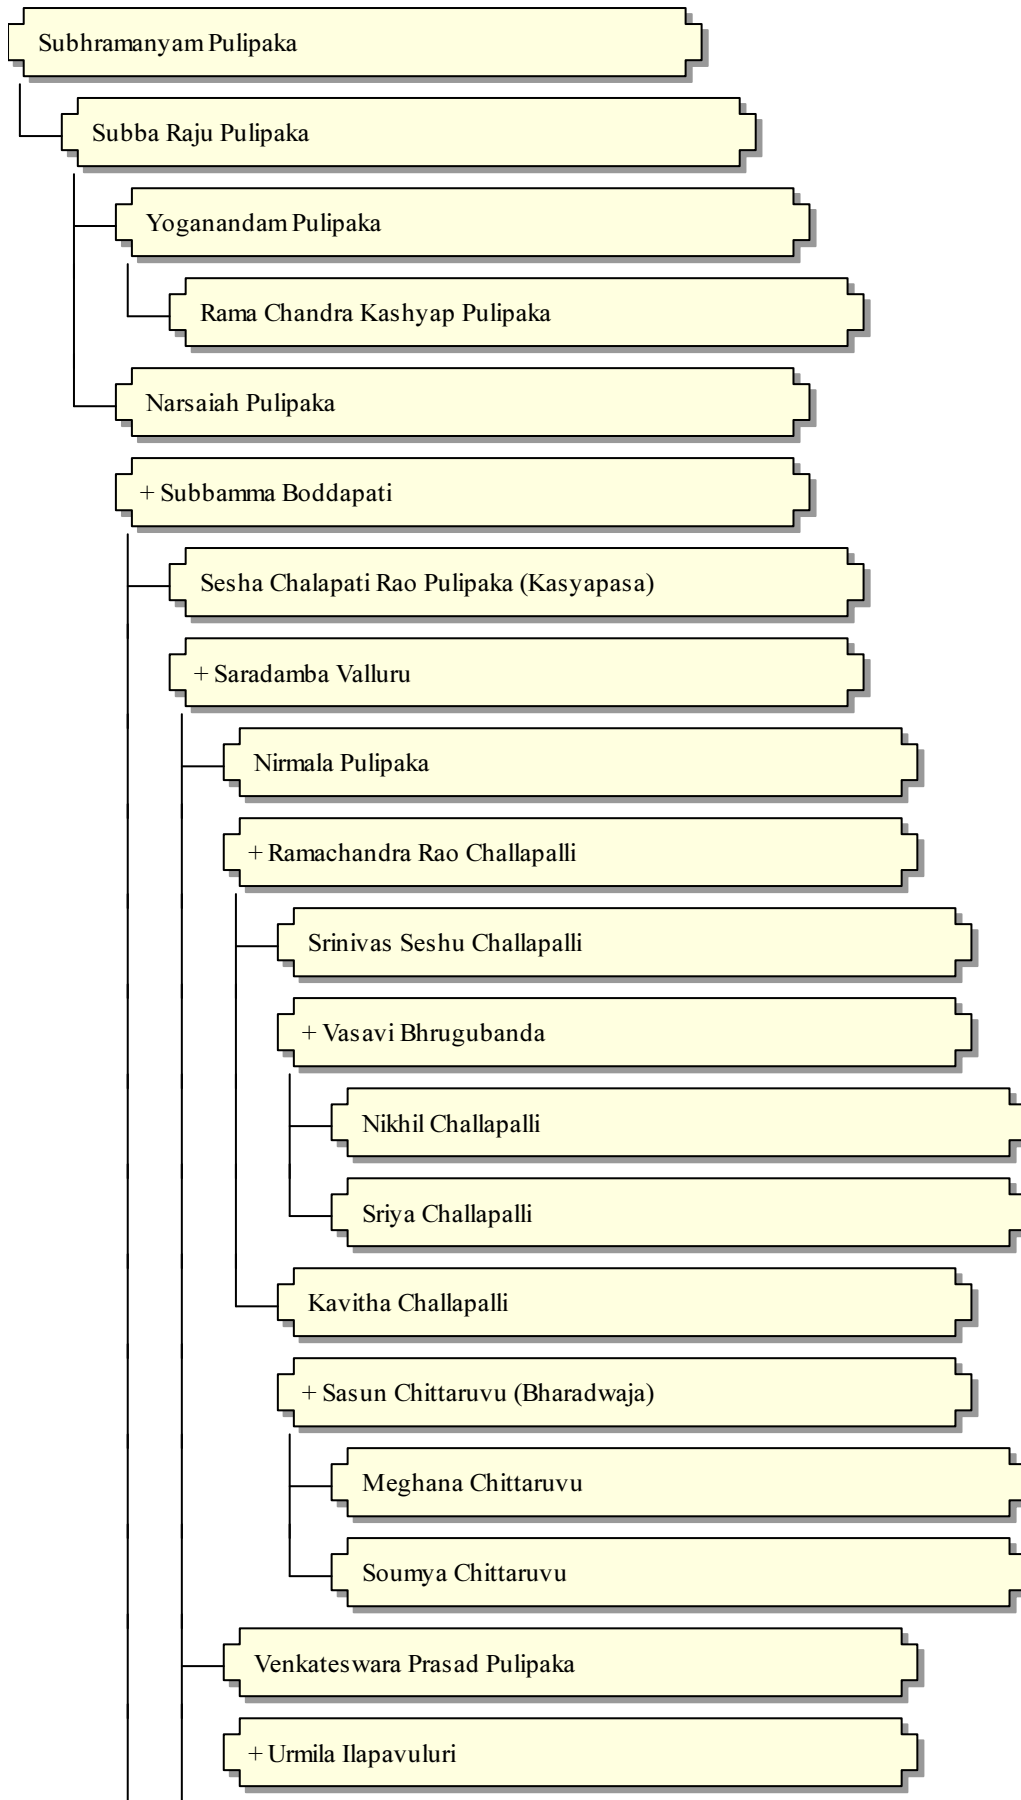 Subhramanyam Pulipaka
Subba Raju Pulipaka
Yoganandam Pulipaka
Rama Chandra Kashyap Pulipaka
Narsaiah Pulipaka
+ Subbamma Boddapati
Sesha Chalapati Rao Pulipaka (Kasyapasa)
+ Saradamba Valluru
Nirmala Pulipaka
+ Ramachandra Rao Challapalli
Srinivas Seshu Challapalli
+ Vasavi Bhrugubanda
Nikhil Challapalli
Sriya Challapalli
Kavitha Challapalli
+ Sasun Chittaruvu (Bharadwaja)
Meghana Chittaruvu
Soumya Chittaruvu
Venkateswara Prasad Pulipaka
+ Urmila Ilapavuluri